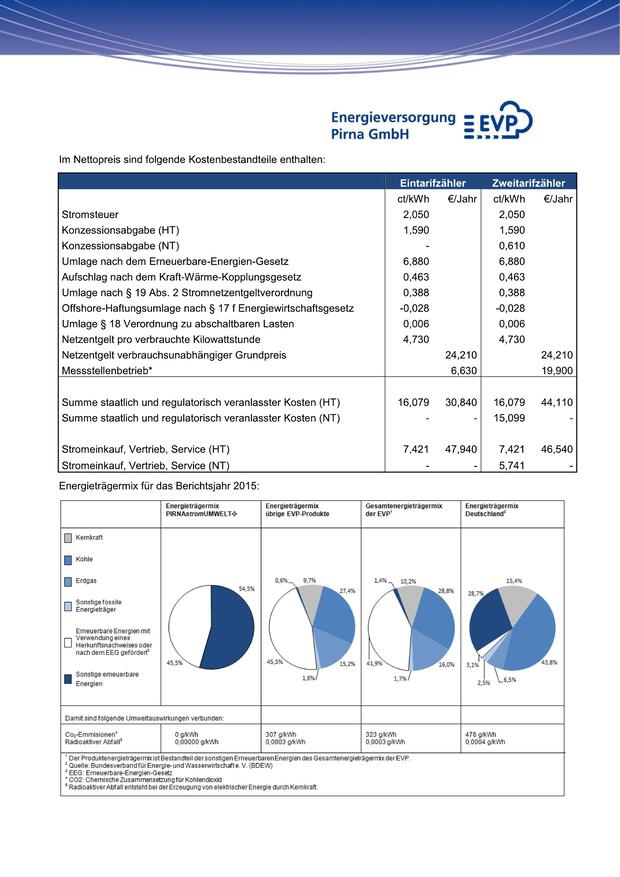 Energieversorgung
Pirna GmbH
EVP
Im Nettopreis sind folgende Kostenbestandteile enthalten:
Eintarifzähler Zweitarifzähler
ct/kWh €/Jahr ct/kWh €/Jahr
Stromsteuer 2,050 2,050
Konzessionsabgabe (HT) 1,590 1,590
Konzessionsabgabe (NT) - 0,610
Umlage nach dem Erneuerbare-Energien-Gesetz 6,880 6,880
Aufschlag nach dem Kraft-Wärme-Kopplungsgesetz 0,463 0,463
Umlage nach § 19 Abs. 2 Stromnetzentgeltverordnung 0,388 0,388
Offshore-Haftungsumlage nach § 17 f Energiewirtschaftsgesetz -0,028 -0,028
Umlage § 18 Verordnung zu abschaltbaren Lasten 0,006 0,006
Netzentgelt pro verbrauchte Kilowattstunde 4,730 4,730
Netzentgelt verbrauchsunabhängiger Grundpreis 24,210 24,210
Messstellenbetrieb* 6,630 19,900
Summe staatlich und regulatorisch veranlasster Kosten (HT) 16,079 30,840 16,079 44,110
Summe staatlich und regulatorisch veranlasster Kosten (NT) - - 15,099 -
Stromeinkauf, Vertrieb, Service (HT) 7,421 47,940 7,421 46,540
Stromeinkauf, Vertrieb, Service (NT) - - 5,741 -
Energieträgermix für das Berichtsjahr 2015:
Energieträgermix Energieträgermix Gesamtenergieträgermix Energieträgermix
PIRNAstromUMWELT+ übrige EVP-Produkte der EVP¹ Deutschland²
Kernkraft
Kohle
Erdgas
Sonstige fossile
Energieträger
Erneuerbare Energien mit
Verwendung eines
Herkunftsnachweises oder
nach dem EEG gefördert³
Sonstige erneuerbare
Energien
54,5%
45,5%
0,6% 9,7%
27,4%
15,2%
1,6%
45,5%
1,4% 10,2%
28,8%
16,0%
1,7%
41,9%
15,4%
28,7%
43,8%
6,5%
2,5%
3,1%
Damit sind folgende Umweltauswirkungen verbunden:
Co₂-Emmisionen⁴ 0 g/kWh 307 g/kWh 323 g/kWh 476 g/kWh
Radioaktiver Abfall⁵ 0,00000 g/kWh 0,0003 g/kWh 0,0003 g/kWh 0,0004 g/kWh
¹ Der Produktenergieträgermix ist Bestandteil der sonstigen Erneuerbaren Energien des Gesamtenergieträgermix der EVP.
² Quelle: Bundesverband für Energie- und Wasserwirtschaft e. V. (BDEW)
³ EEG: Erneuerbare-Energien-Gesetz
⁴ CO2: Chemische Zusammensetzung für Kohlendioxid
⁵ Radioaktiver Abfall entsteht bei der Erzeugung von elektrischer Energie durch Kernkraft.